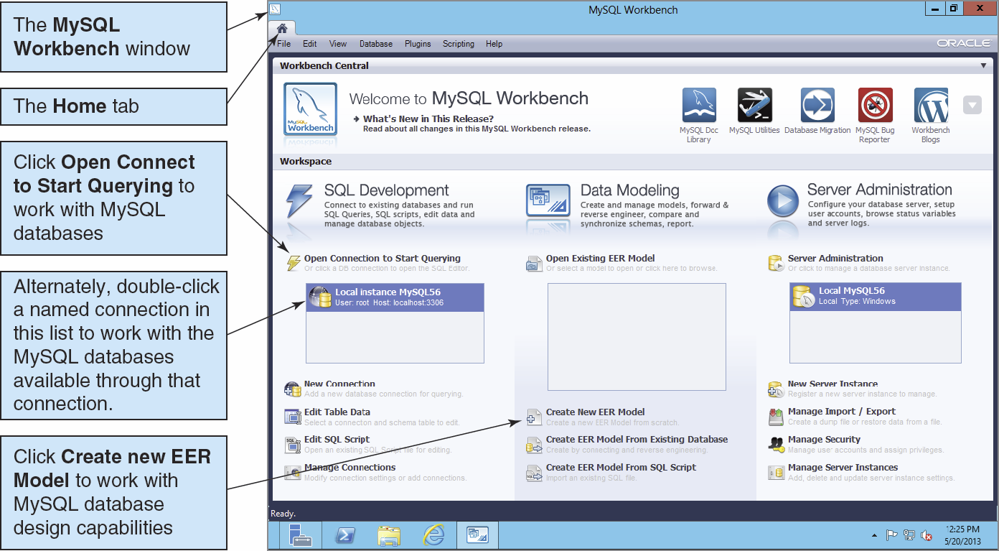 The MySQL
Workbench window
The Home tab
Click Open Connect
to Start Querying to
work with MySQL
databases
Alternately, double-click
a named connection in
this list to work with the
MySQL databases
available through that
connection.
Click Create new EER
Model to work with
MySQL database
design capabilities
MySQL Workbench
File Edit View Database Plugins Scripting Help
ORACLE
Workbench Central
MySQL
Workbench
Welcome to MySQL Workbench
What's New in This Release?
Read about all changes in this MySQL Workbench release.
MySQL Doc
Library
MySQL Utilities
Database Migration
MySQL Bug
Reporter
Workbench
Blogs
Workspace
SQL Development
Connect to existing databases and run
SQL Queries, SQL scripts, edit data and
manage database objects.
Open Connection to Start Querying
Or click a DB connection to open the SQL Editor.
Local instance MySQL56
User: root Host: localhost:3306
New Connection
Add a new database connection for querying.
Edit Table Data
Select a connecton and schema table to edit.
SQL
Edit SQL Script
Open an existing SQL Script file for editing.
Manage Connections
Modify connection settings or add connections.
Data Modeling
Create and manage models, forward &
reverse engineer, compare and
synchronize schemas, report.
Open Existing EER Model
Or select a model to open or click here to browse.
Create New EER Model
Create a new EER Model from scratch.
Create EER Model From Existing Database
Create by connecting and reverse engineering.
SQL
Create EER Model From SQL Script
Import an existng SQL file.
Server Administration
Configure your database server, setup
user accounts, browse status variables
and server logs.
Server Administration
Or click to manage a database server instance.
Local MySQL56
Local Type: Windows
New Server Instance
Register a new server instance to manage.
Manage Import / Export
Create a dump file or restore data from a file.
Manage Security
Manage user accounts and assign privileges.
Manage Server Instances
Add, delete and update server instance settings.
Ready.
12:25 PM
5/20/2013